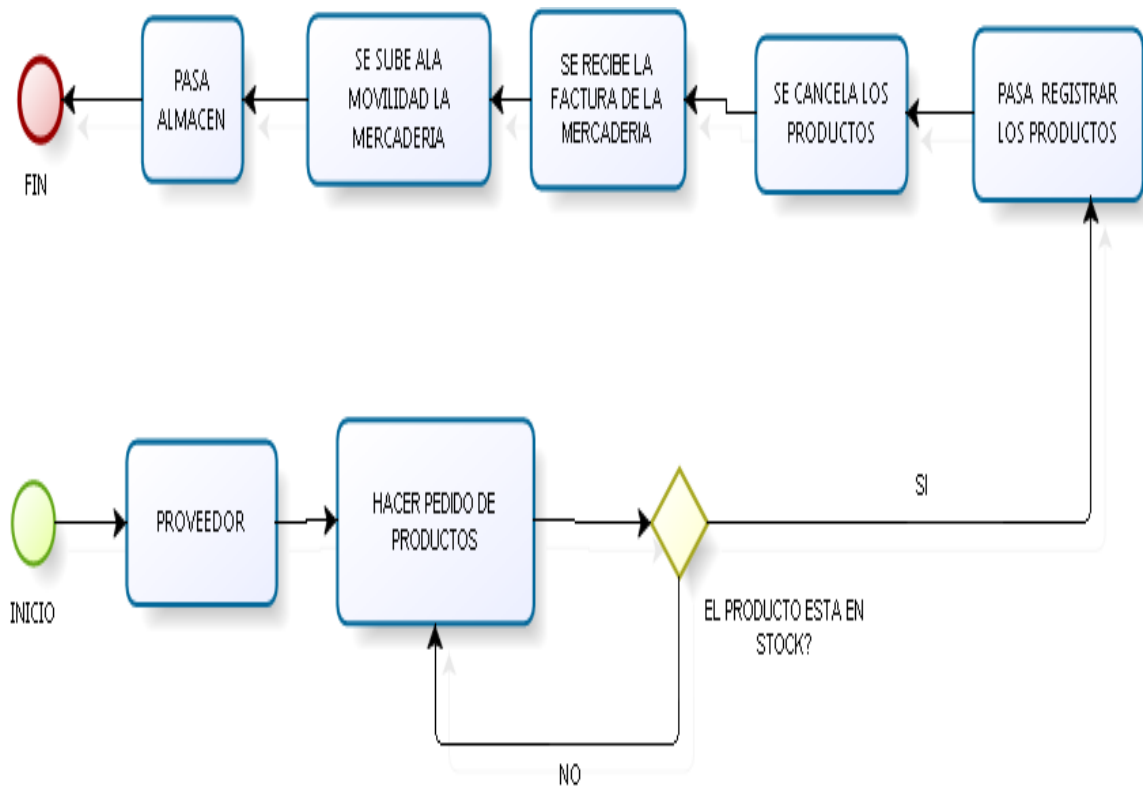 PASA
ALMACEN
SE SUBE ALA
MOVILIDAD LA
MERCADERIA
SE RECIBE LA
FACTURA DE LA
MERCADERIA
SE CANCELA LOS
PRODUCTOS
PASA REGISTRAR
LOS PRODUCTOS
FIN
INICIO
PROVEEDOR
HACER PEDIDO DE
PRODUCTOS
SI
EL PRODUCTO ESTA EN
STOCK?
NO